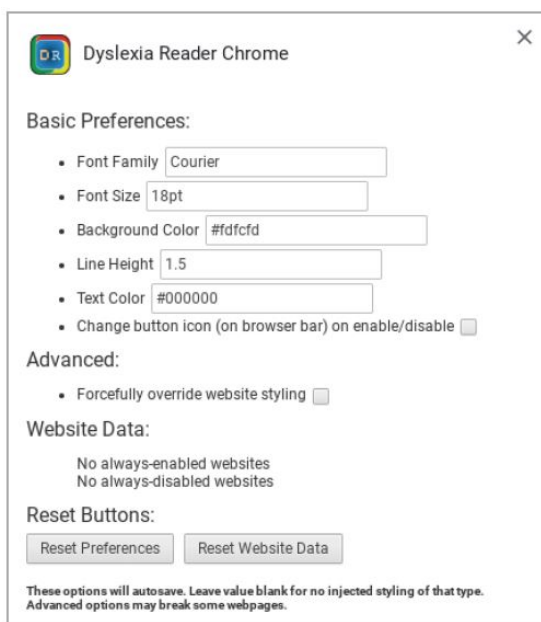 DR Dyslexia Reader Chrome
Basic Preferences:
• Font Family Courier
• Font Size 18pt
• Background Color #fdfcfd
• Line Height 1.5
• Text Color #000000
• Change button icon (on browser bar) on enable/disable
Advanced:
• Forcefully override website styling
Website Data:
No always-enabled websites
No always-disabled websites
Reset Buttons:
Reset Preferences Reset Website Data
These options will autosave. Leave value blank for no injected styling of that type.
Advanced options may break some webpages.